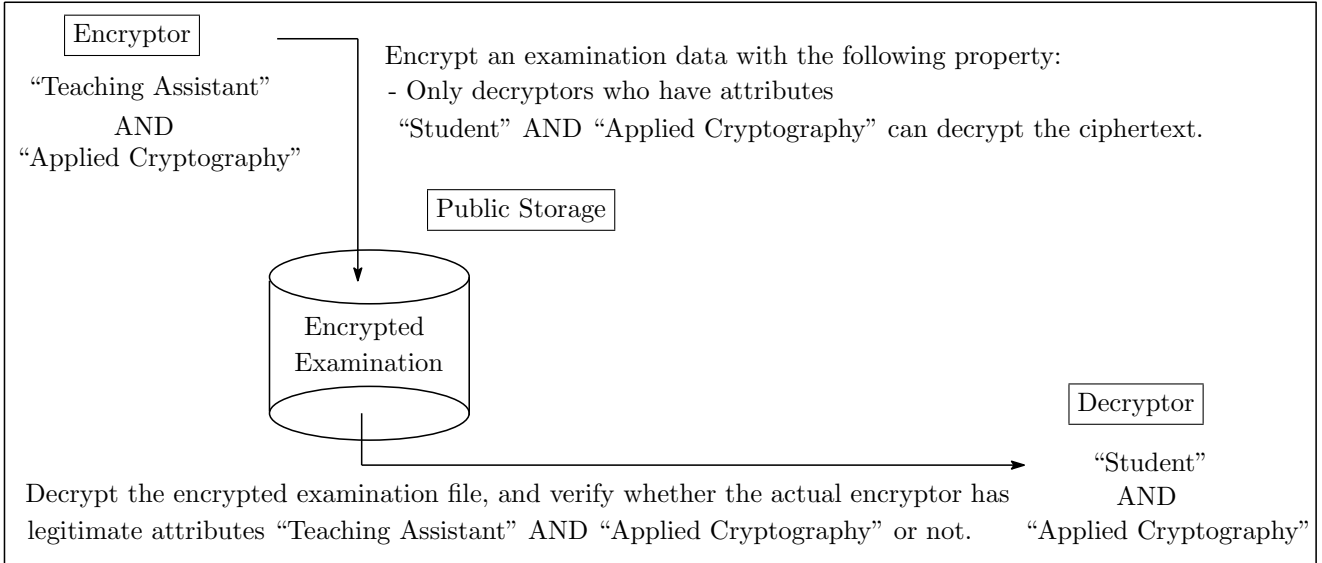 Encryptor
“Teaching Assistant”
AND
“Applied Cryptography”
Encrypt an examination data with the following property:
- Only decryptors who have attributes
“Student” AND “Applied Cryptography” can decrypt the ciphertext.
Public Storage
Encrypted
Examination
Decryptor
“Student”
AND
“Applied Cryptography”
Decrypt the encrypted examination file, and verify whether the actual encryptor has
legitimate attributes “Teaching Assistant” AND “Applied Cryptography” or not.